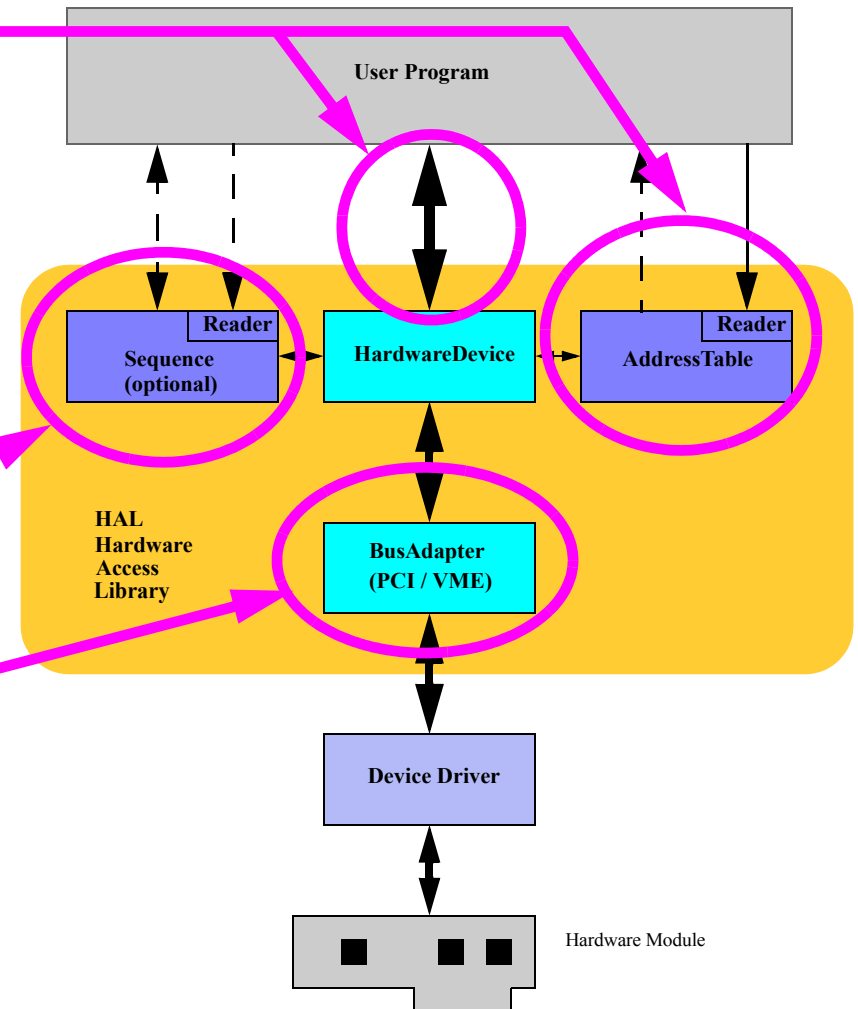 User Program
Reader
Sequence
(optional)
HardwareDevice
Reader
AddressTable
HAL
Hardware
Access
Library
BusAdapter
(PCI / VME)
Device Driver
Hardware Module